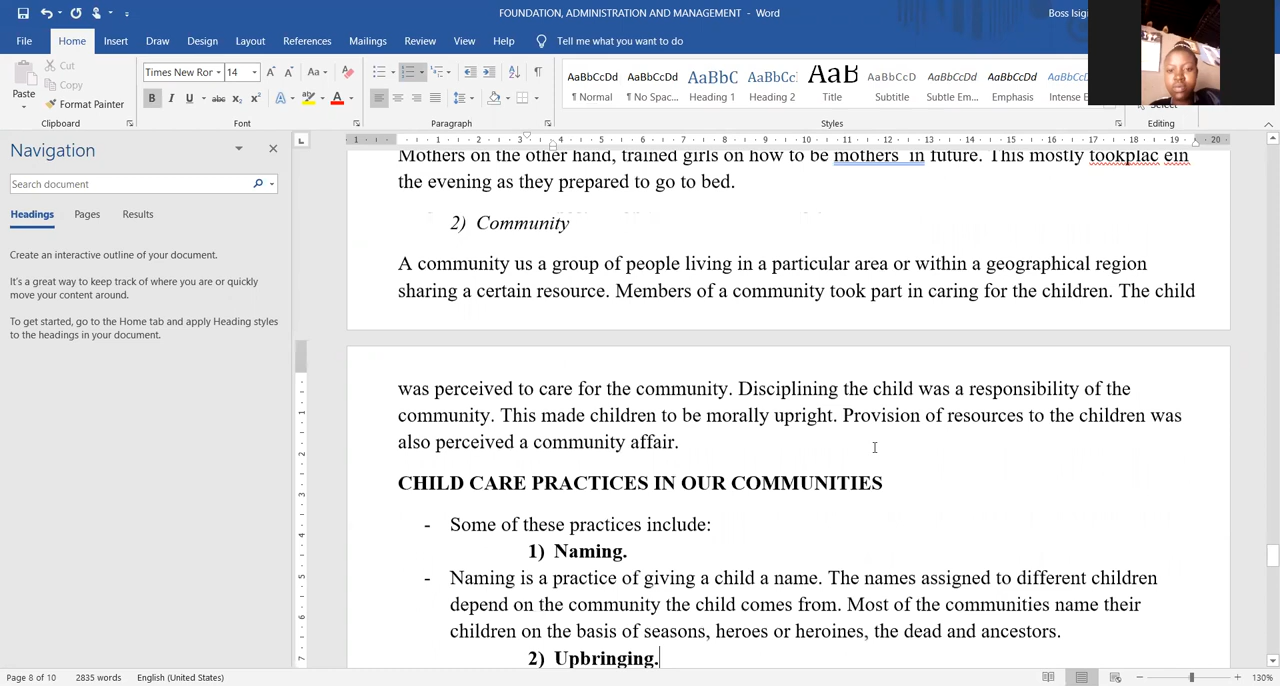 FOUNDATION, ADMINISTRATION AND MANAGEMENT - Word
Boss Isign
File Home Insert Draw Design Layout References Mailings Review View Help Tell me what you want to do
Paste
Cut
Copy
Format Painter
Clipboard
Times New Ror 14
Font
Paragraph
AaBbCcDd AaBbCcDd AaBbC AaBbCc AaB AaBbCcD AaBbCcDd AaBbCcDd AaBbCcDd
¶ Normal ¶ No Spac... Heading 1 Heading 2 Title Subtitle Subtle Em... Emphasis Intense E
Styles
Select
Editing
Navigation
Search document
Headings Pages Results
Create an interactive outline of your document.
It's a great way to keep track of where you are or quickly
move your content around.
To get started, go to the Home tab and apply Heading styles
to the headings in your document.
Mothers on the other hand, trained girls on how to be mothers in future. This mostly tookplac ein
the evening as they prepared to go to bed.
2) Community
A community us a group of people living in a particular area or within a geographical region
sharing a certain resource. Members of a community took part in caring for the children. The child
was perceived to care for the community. Disciplining the child was a responsibility of the
community. This made children to be morally upright. Provision of resources to the children was
also perceived a community affair.
CHILD CARE PRACTICES IN OUR COMMUNITIES
- Some of these practices include:
1) Naming.
- Naming is a practice of giving a child a name. The names assigned to different children
depend on the community the child comes from. Most of the communities name their
children on the basis of seasons, heroes or heroines, the dead and ancestors.
2) Upbringing.
Page 8 of 10 2835 words English (United States) 130%